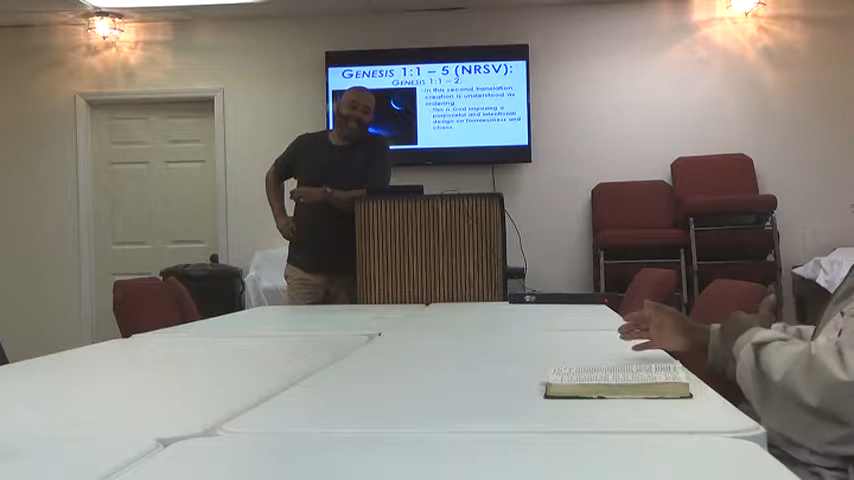 Genesis 1:1 – 5 (NRSV):
Genesis 1:1 – 2:
In this second translation
creation is understood as
ordering.
This is God imposing a
purposeful and intentional
design on formlessness and
chaos.